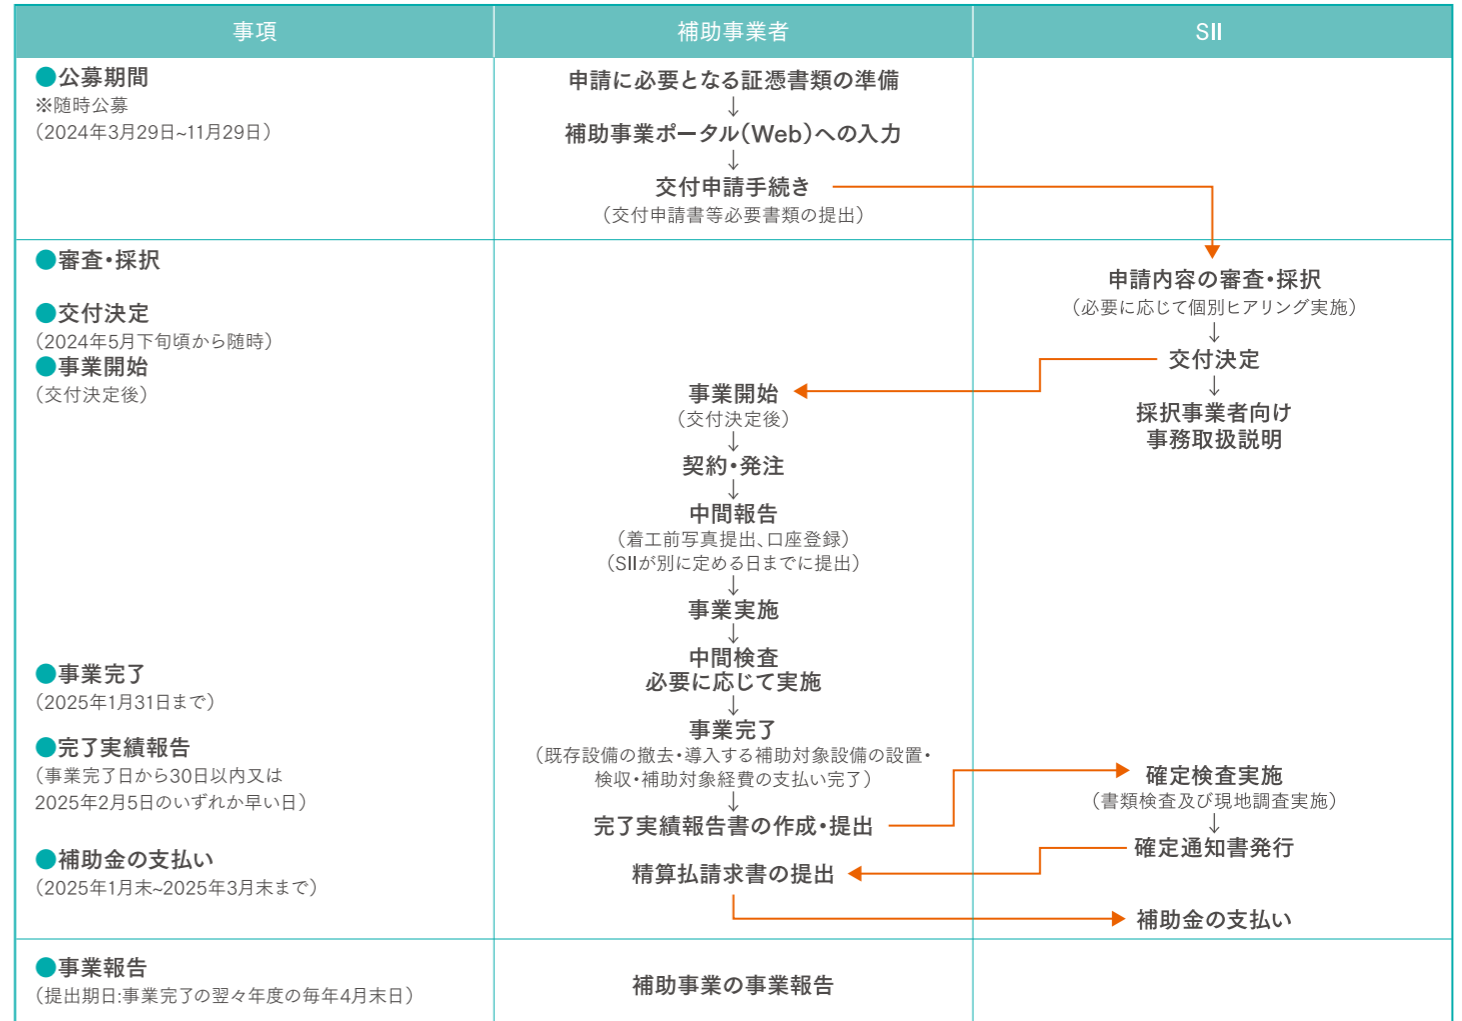 事項
補助事業者
SII
●公募期間
※随時公募
（2024年3月29日~11月29日）
申請に必要となる証憑書類の準備
↓
補助事業ポータル（Web）への入力
↓
交付申請手続き
（交付申請書等必要書類の提出）
●審査・採択
●交付決定
（2024年5月下旬頃から随時）
●事業開始
（交付決定後）
申請内容の審査・採択
（必要に応じて個別ヒアリング実施）
↓
交付決定
↓
採択事業者向け
事務取扱説明
事業開始
（交付決定後）
↓
契約・発注
↓
中間報告
（着工前写真提出、口座登録）
（SIIが別に定める日までに提出）
↓
事業実施
↓
中間検査
必要に応じて実施
↓
事業完了
（既存設備の撤去・導入する補助対象設備の設置・
検収・補助対象経費の支払い完了）
↓
完了実績報告書の作成・提出
●事業完了
（2025年1月31日まで）
●完了実績報告
（事業完了日から30日以内又は
2025年2月5日のいずれか早い日）
確定検査実施
（書類検査及び現地調査実施）
↓
確定通知書発行
●補助金の支払い
（2025年1月末~2025年3月末まで）
精算払請求書の提出
補助金の支払い
●事業報告
（提出期日:事業完了の翌々年度の毎年4月末日）
補助事業の事業報告